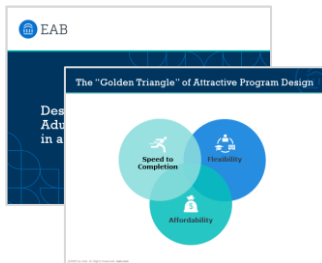 EAB
Des
Adu
in a
The "Golden Triangle" of Attractive Program Design
Speed to
Completion
Flexibility
Affordability